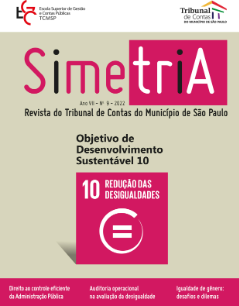 Escola Superior de Gestão
e Contas Públicas
TCMSP
Tribunal
de Contas
DO MUNICÍPIO DE SÃO PAULO
SimetriA
Ano VII - Nº 9 - 2022
Revista do Tribunal de Contas do Município de São Paulo
Objetivo de
Desenvolvimento
Sustentável 10
10 REDUÇÃO DAS
DESIGUALDADES
Direito ao controle eficiente
da Administração Pública
Auditoria operacional
na avaliação da desigualdade
Igualdade de gênero:
desafios e dilemas